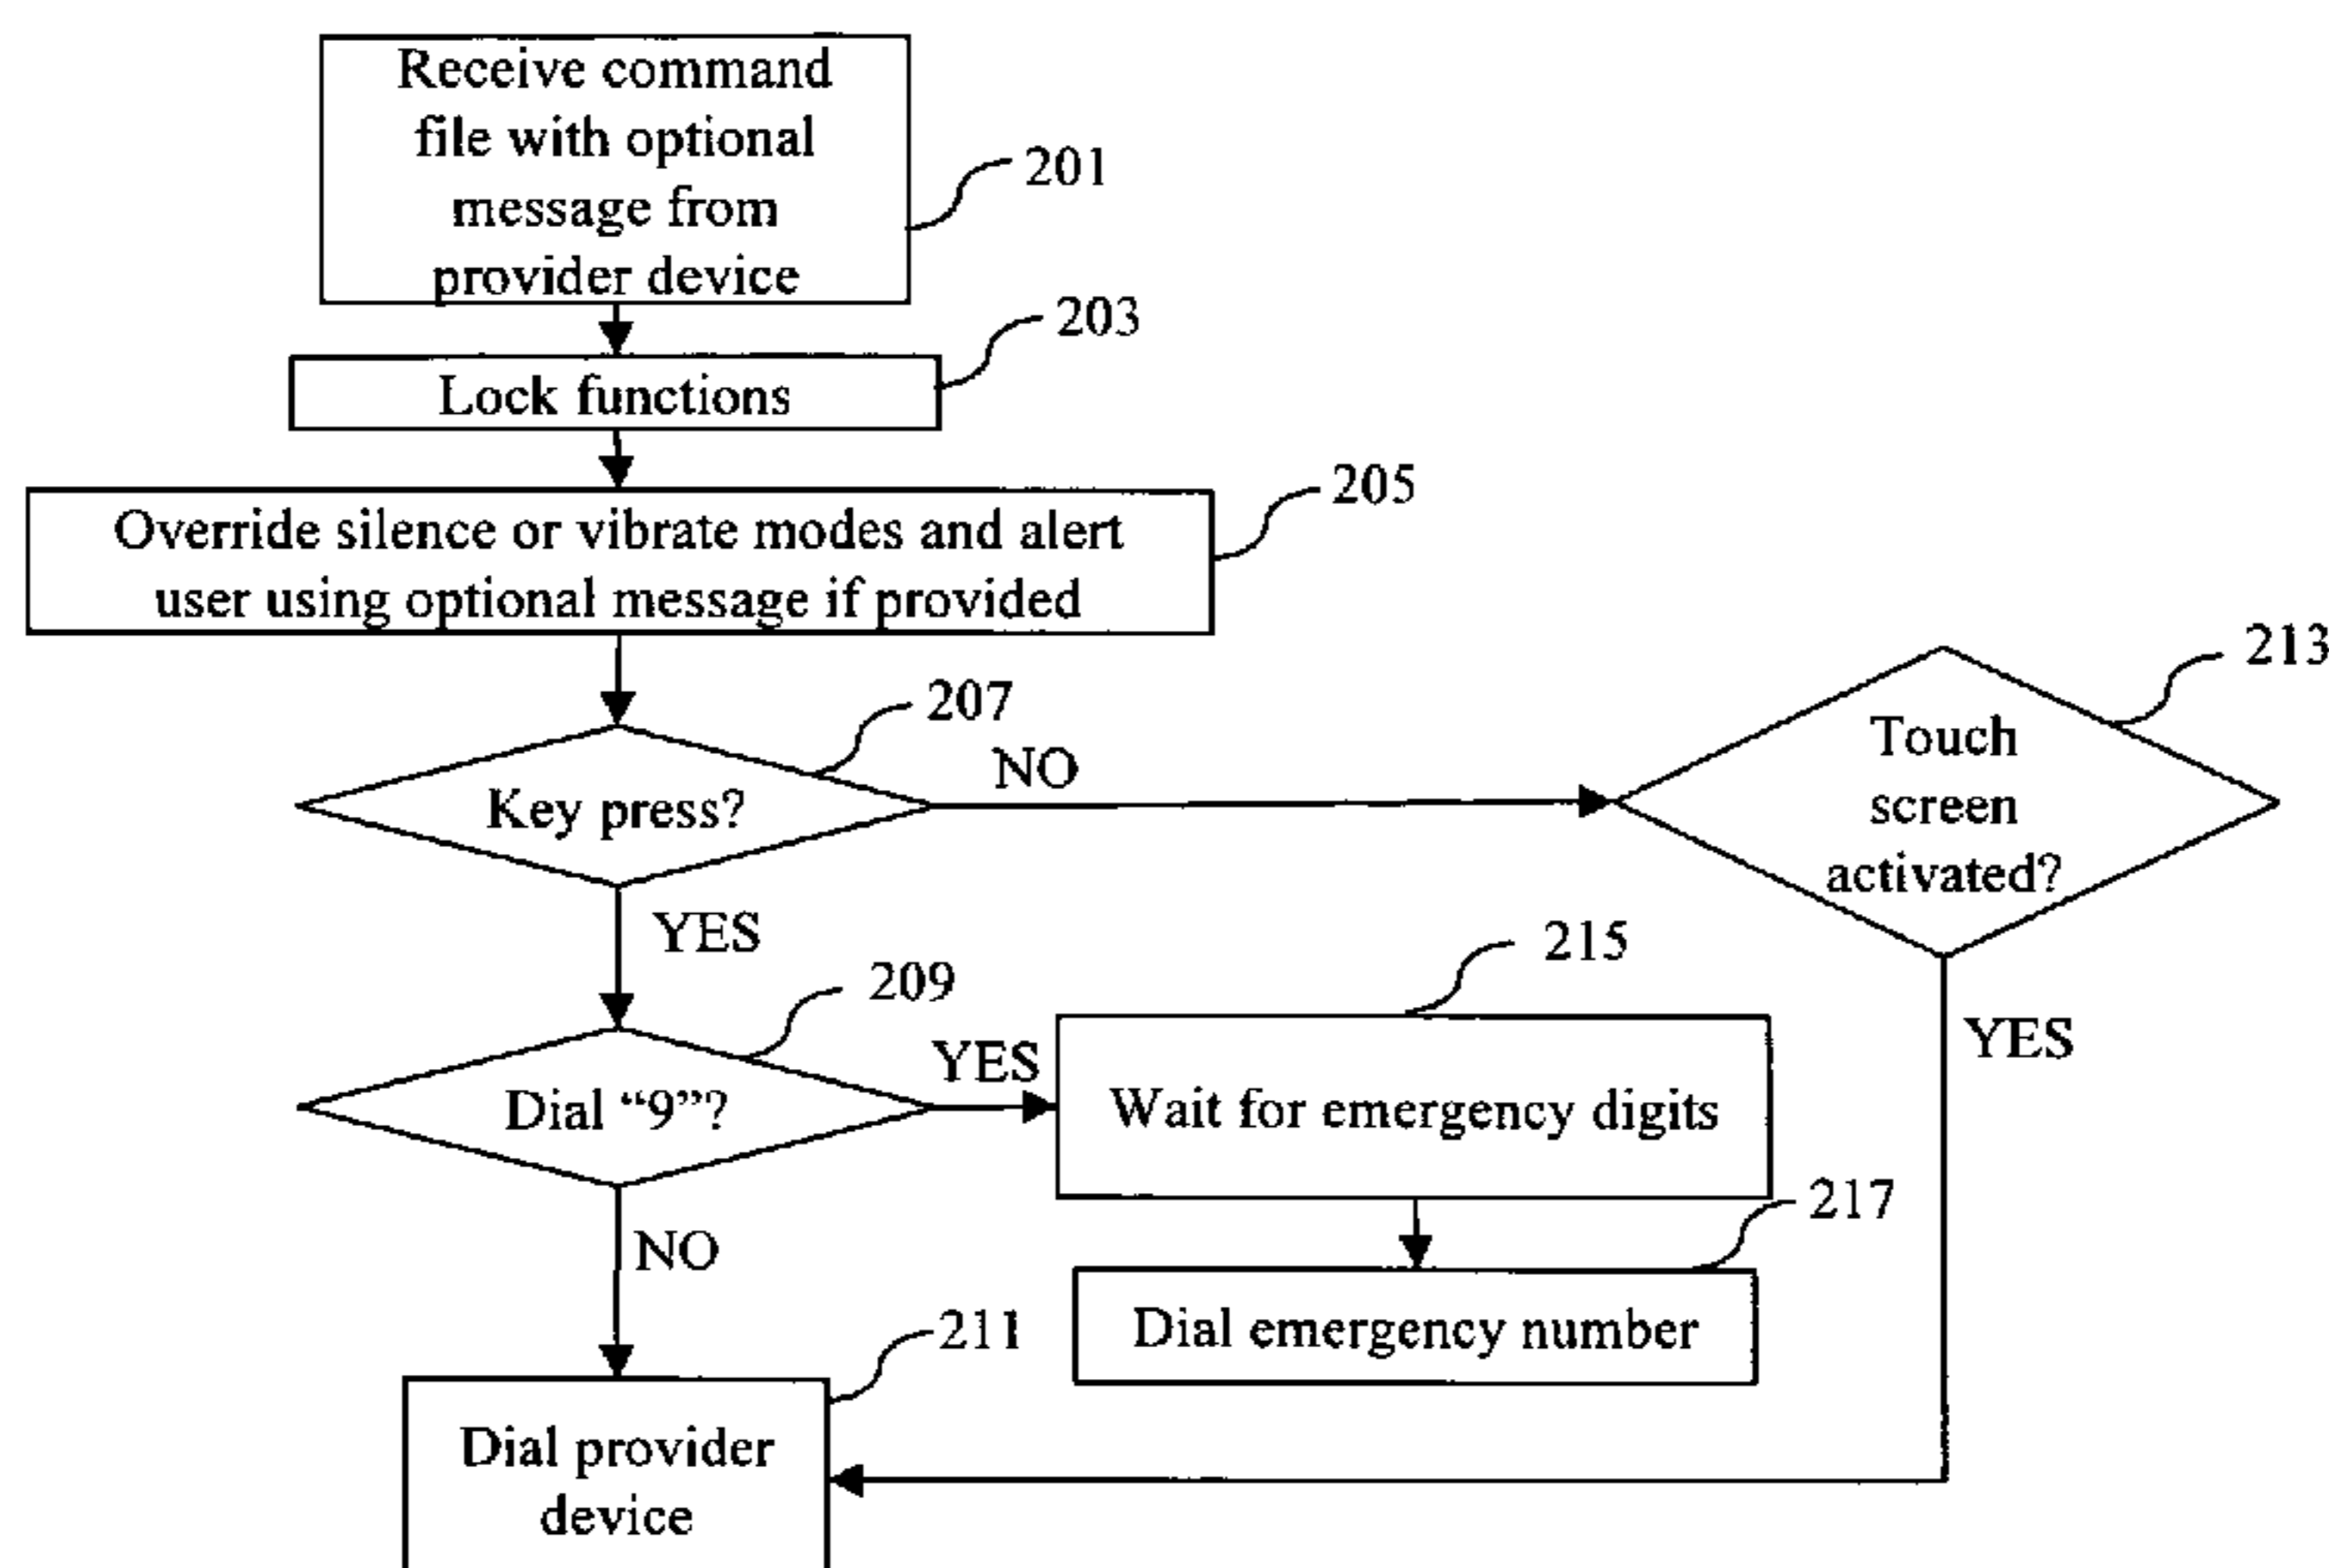 Receive command
file with optional
message from
provider device
201
203
Lock functions
205
Override silence or vibrate modes and alert
user using optional message if provided
207
213
Key press?
NO
Touch
screen
activated?
YES
209
215
Dial “9”?
YES
Wait for emergency digits
YES
217
NO
Dial emergency number
211
Dial provider
device